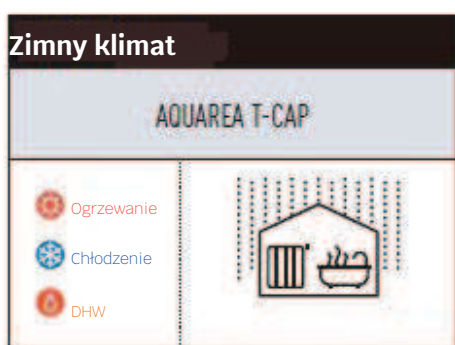 Zimny klimat
AQUAREA T-CAP
Ogrzewanie
Chłodzenie
DHW